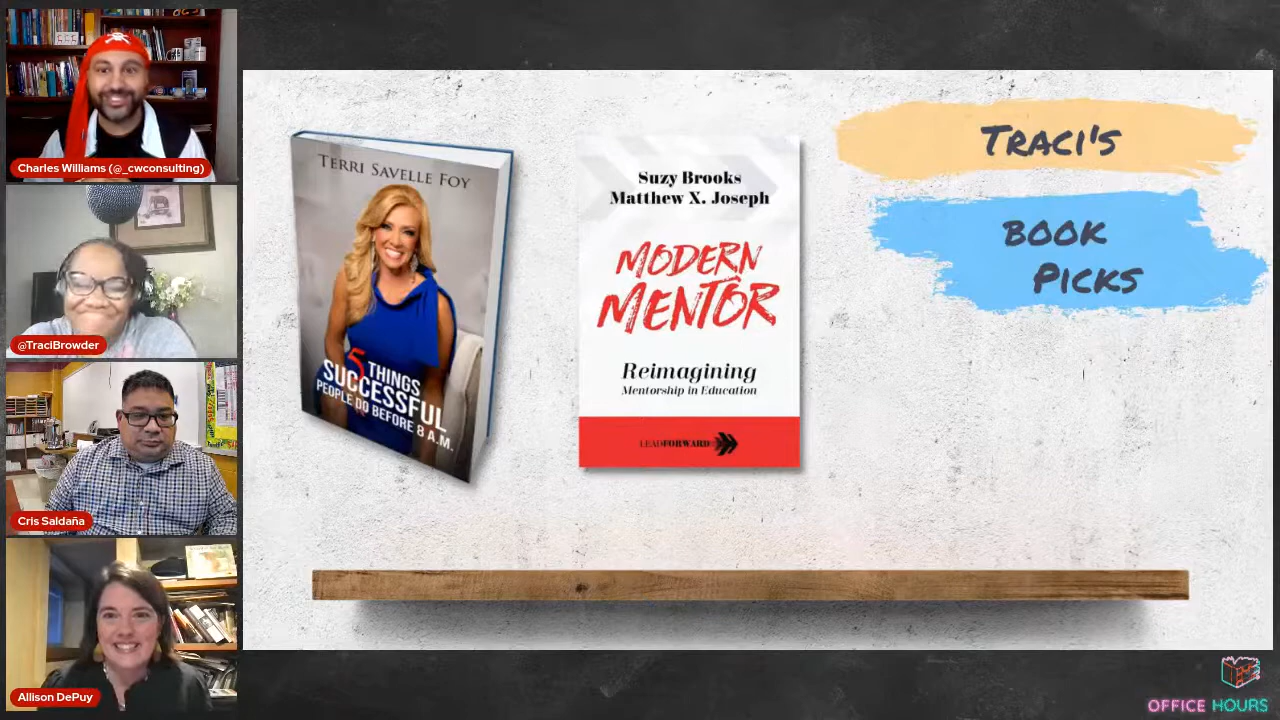 Charles Williams (@_cwconsulting)
@TraciBrowder
Cris Saldaña
Allison DePuy
TERRI SAVELLE FOY
5 THINGS
SUCCESSFUL
PEOPLE DO BEFORE 8 A.M.
Suzy Brooks
Matthew X. Joseph
MODERN
MENTOR
Reimagining
Mentorship in Education
LEADFORWARD
TRACI'S
BOOK
PICKS
OFFICE HOURS